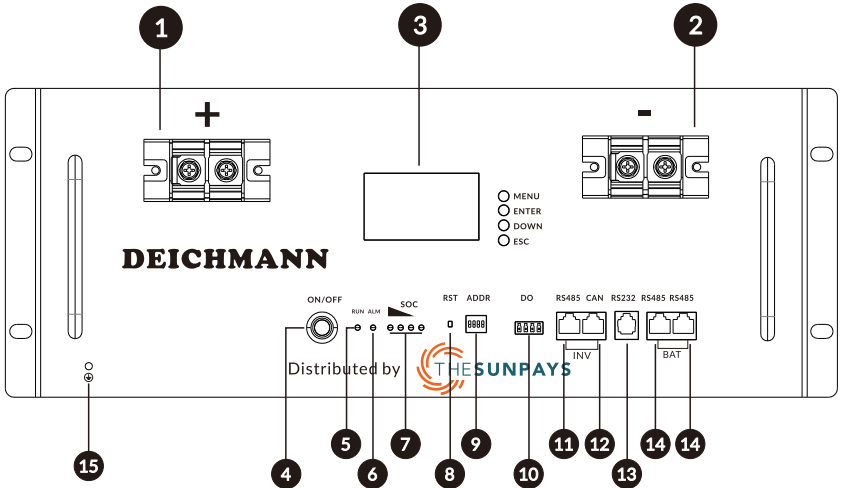 1
2
3
+
-
MENU
ENTER
DOWN
ESC
DEICHMANN
ON/OFF
RUN
ALM
SOC
RST
ADDR
DO
RS485
CAN
RS232
RS485
RS485
INV
BAT
Distributed by THESUNPAYS
4
5
6
7
8
9
10
11
12
13
14
14
15